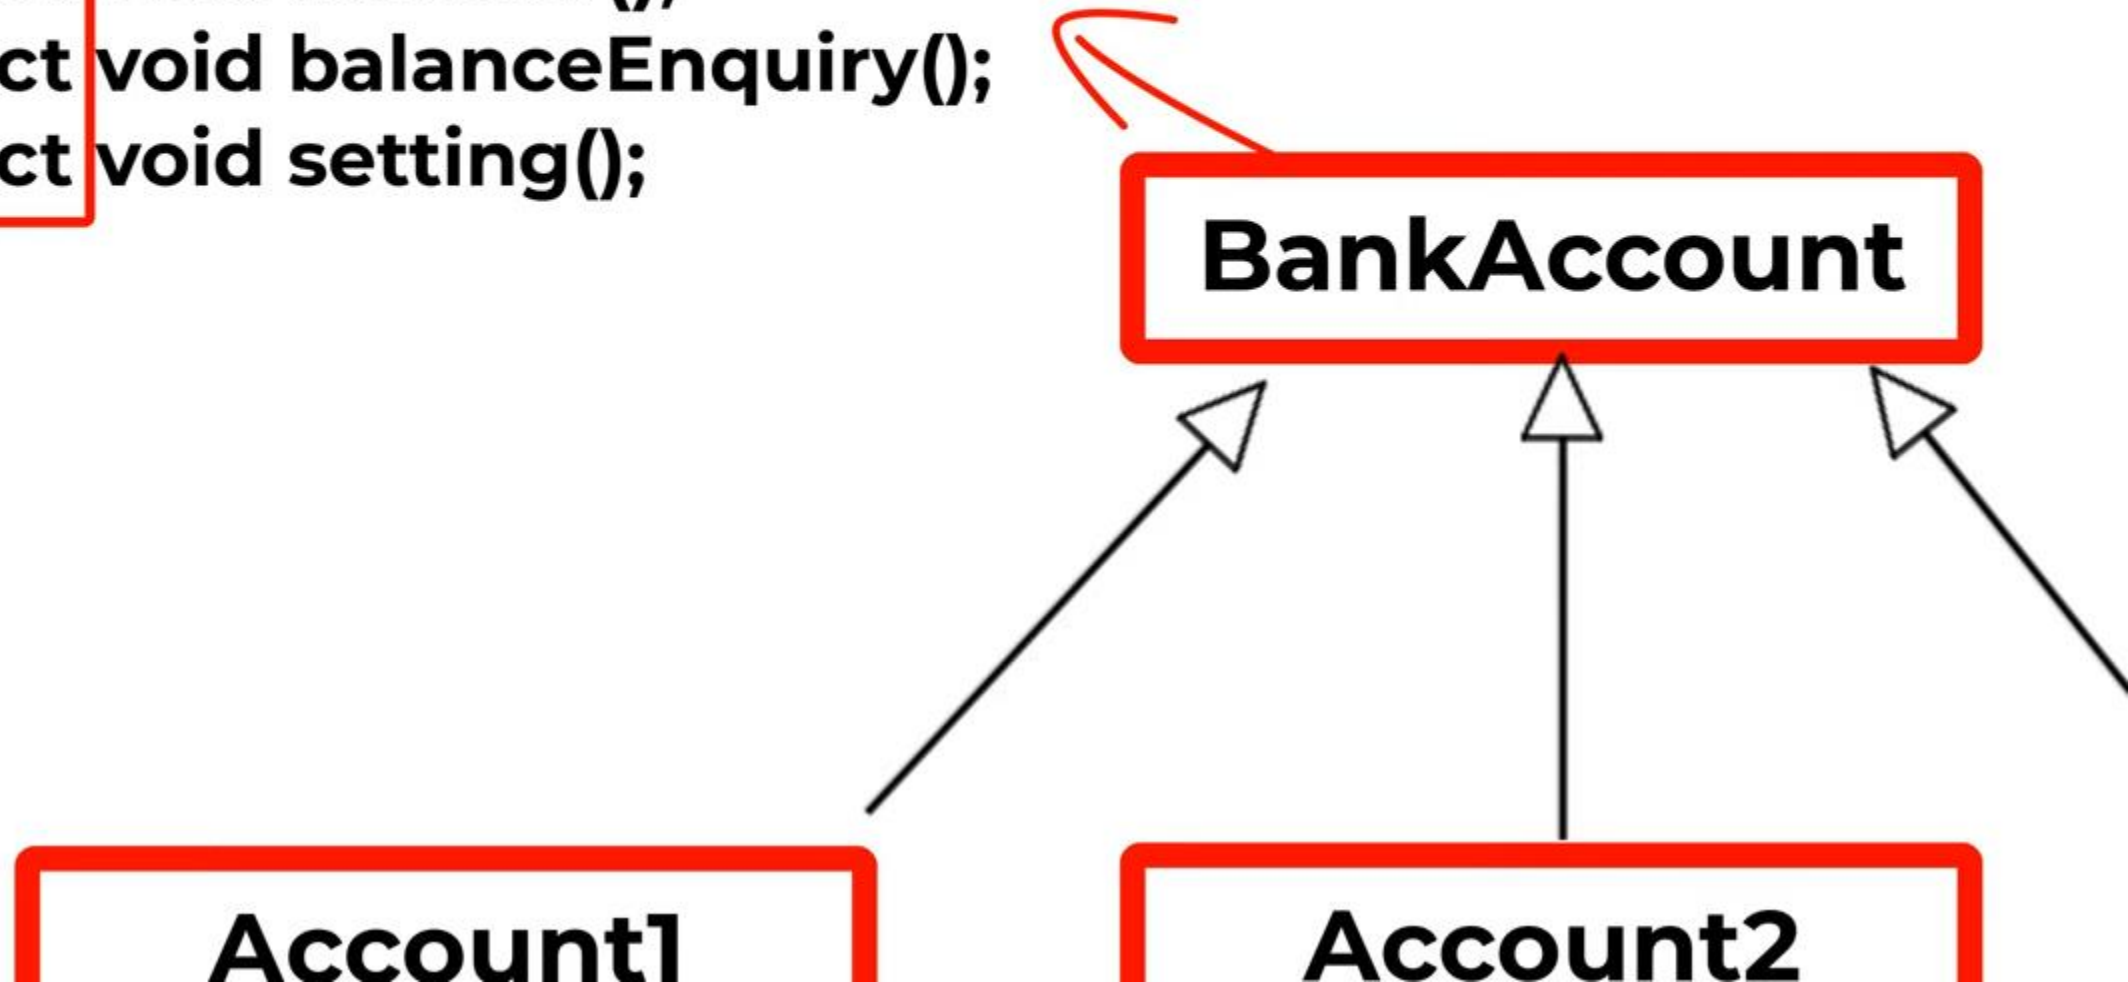 ct void balanceEnquiry();
ct void setting();
BankAccount
Account1
Account2